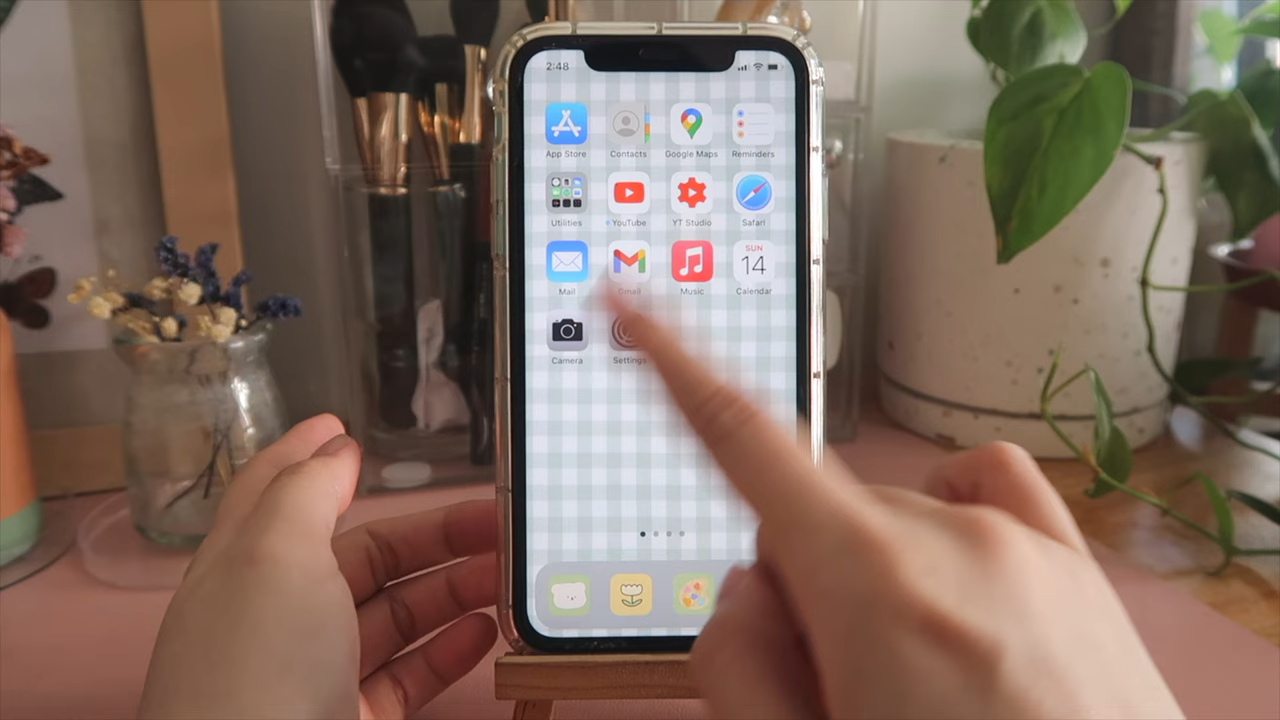 2:48
App Store Contacts Google Maps Reminders
Utilities YouTube YT Studio Safari
SUN
14
Mail Gmail Music Calendar
Camera Settings